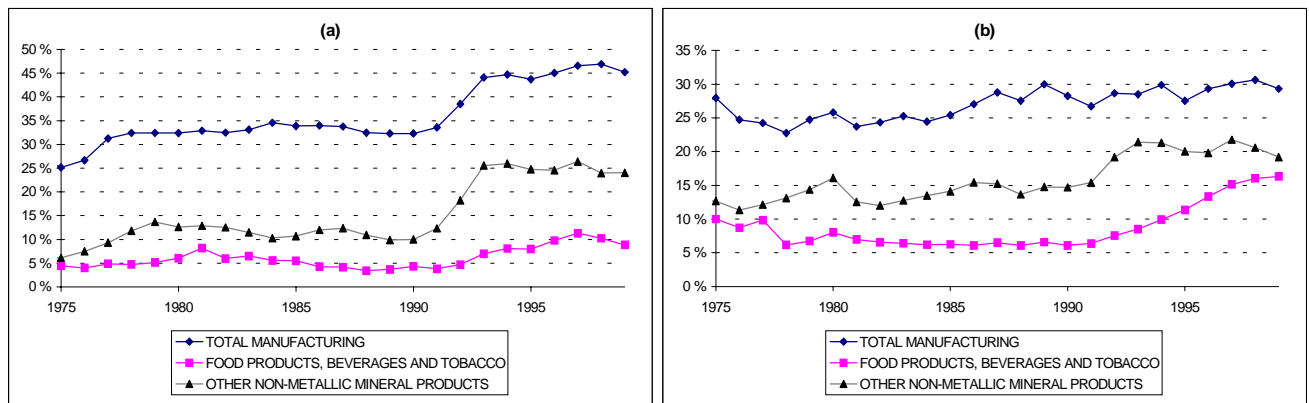 (a)
50 %
45 %
40 %
35 %
30 %
25 %
20 %
15 %
10 %
5 %
0 %
1975 1980 1985 1990 1995
TOTAL MANUFACTURING
FOOD PRODUCTS, BEVERAGES AND TOBACCO
OTHER NON-METALLIC MINERAL PRODUCTS
(b)
35 %
30 %
25 %
20 %
15 %
10 %
5 %
0 %
1975 1980 1985 1990 1995
TOTAL MANUFACTURING
FOOD PRODUCTS, BEVERAGES AND TOBACCO
OTHER NON-METALLIC MINERAL PRODUCTS